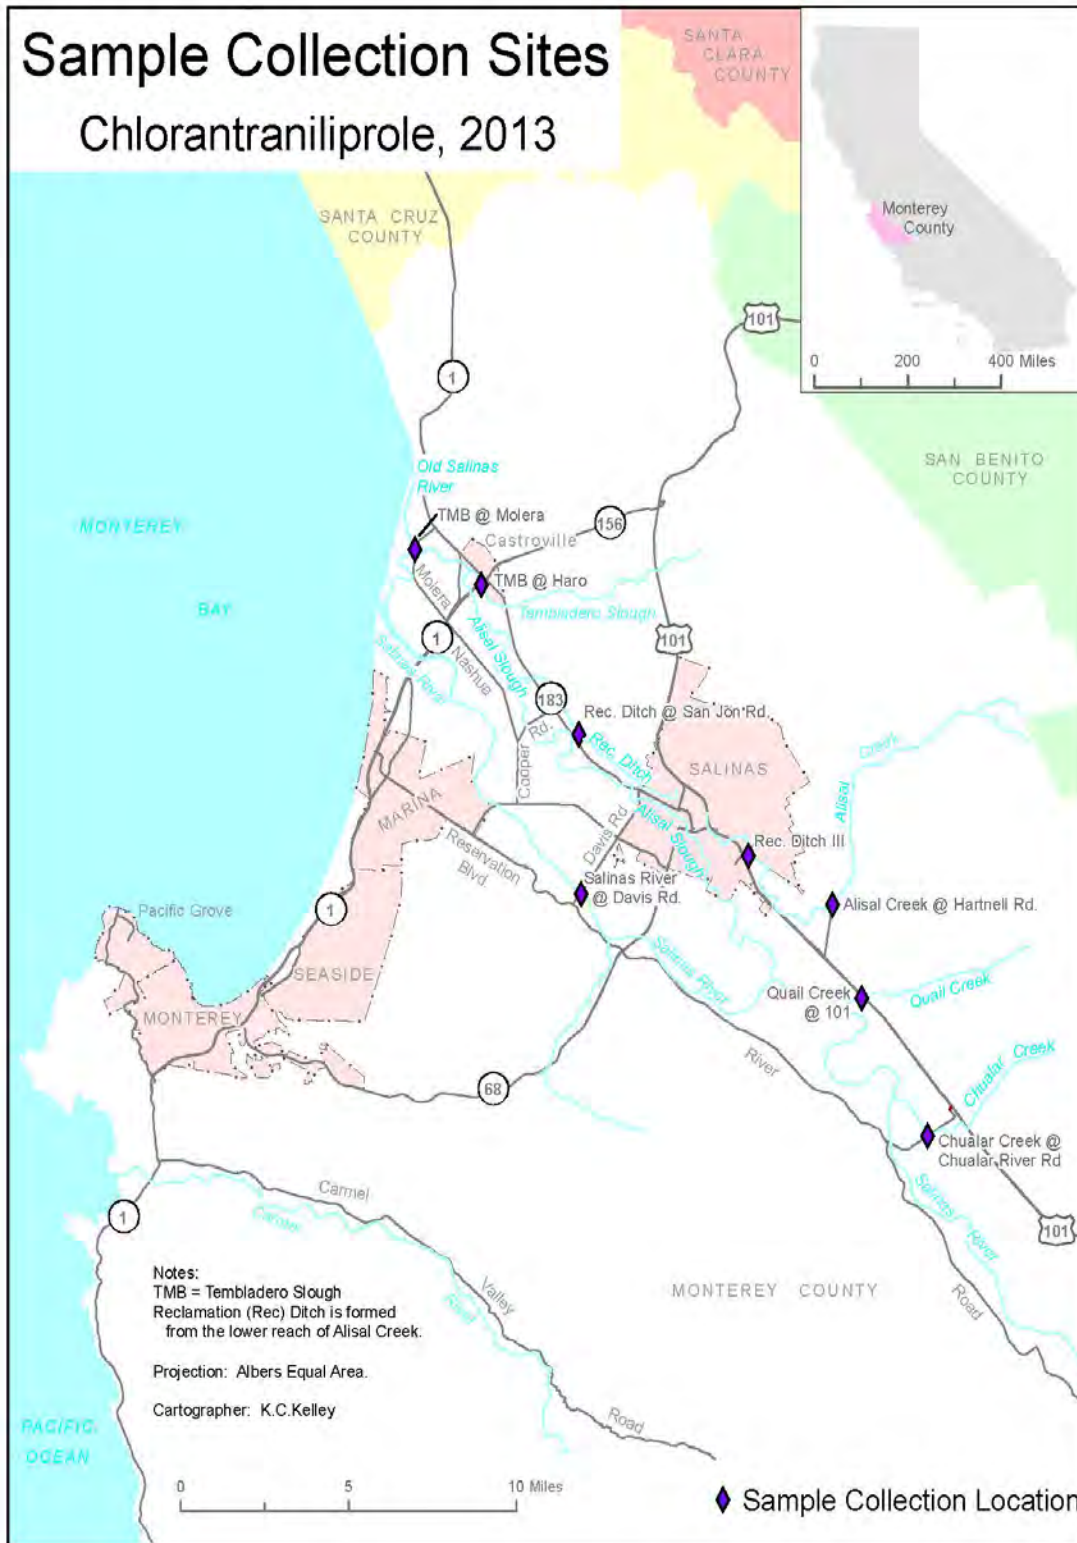 Sample Collection Sites
Chlorantraniliprole, 2013
SANTA
CLARA
COUNTY
SANTA CRUZ
COUNTY
Monterey
County
0 200 400 Miles
101
1
SAN BENITO
COUNTY
Old Salinas
River
TMB @ Molera
156
Castroville
MONTEREY
BAY
Molera
TMB @ Haro
Tembladero Slough
Alisal Slough
1
101
Salinas River
Nashua
183
Rec. Ditch @ San Jon Rd.
Rec. Ditch
Cooper
Rd.
SALINAS
Alisal
Creek
MARINA
Reservation
Blvd
Davis Rd
Alisal Slough
Rec. Ditch III
Salinas River
@ Davis Rd.
Alisal Creek @ Hartnell Rd.
Pacific Grove
1
SEASIDE
MONTEREY
Salinas River
Quail Creek
@ 101
Quail Creek
River
68
Chualar Creek
Chualar Creek @
Chualar River Rd
Salinas
River
101
Carmel
Carmel
1
Valley
River
Road
MONTEREY COUNTY
Road
Notes:
TMB = Tembladero Slough
Reclamation (Rec) Ditch is formed
from the lower reach of Alisal Creek.
Projection: Albers Equal Area.
Cartographer: K.C.Kelley
PACIFIC
OCEAN
0 5 10 Miles
Sample Collection Location